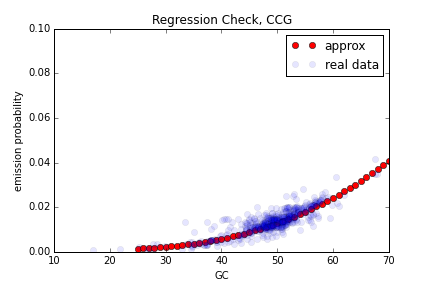 Regression Check, CCG
0.10
approx
real data
0.08
0.06
emission probability
0.04
0.02
0.00
10 20 30 40 50 60 70
GC